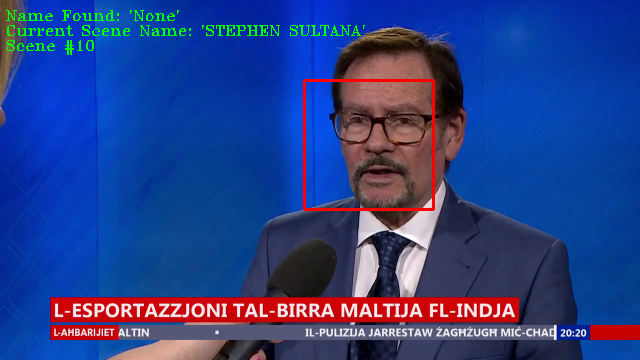 Name Found: 'None'
Current Scene Name: 'STEPHEN SULTANA'
Scene #10
L-ESPORTAZZJONI TAL-BIRRA MALTIJA FL-INDJA
L-AĦBARIJIET ALTIN ▪ IL-PULIZIJA JARRESTAW ŻAGĦŻUGĦ MIĊ-CHAD 20:20